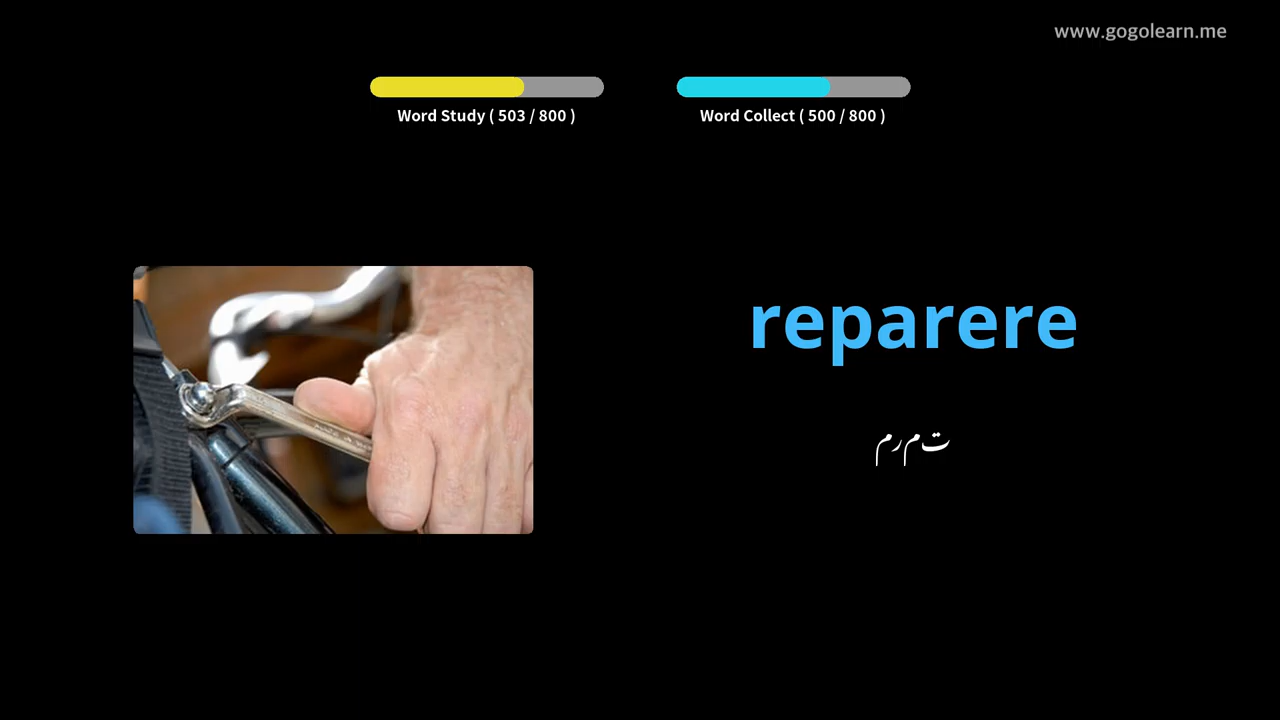 www.gogolearn.me
Word Study ( 503 / 800 )
Word Collect ( 500 / 800 )
reparere
مرمت